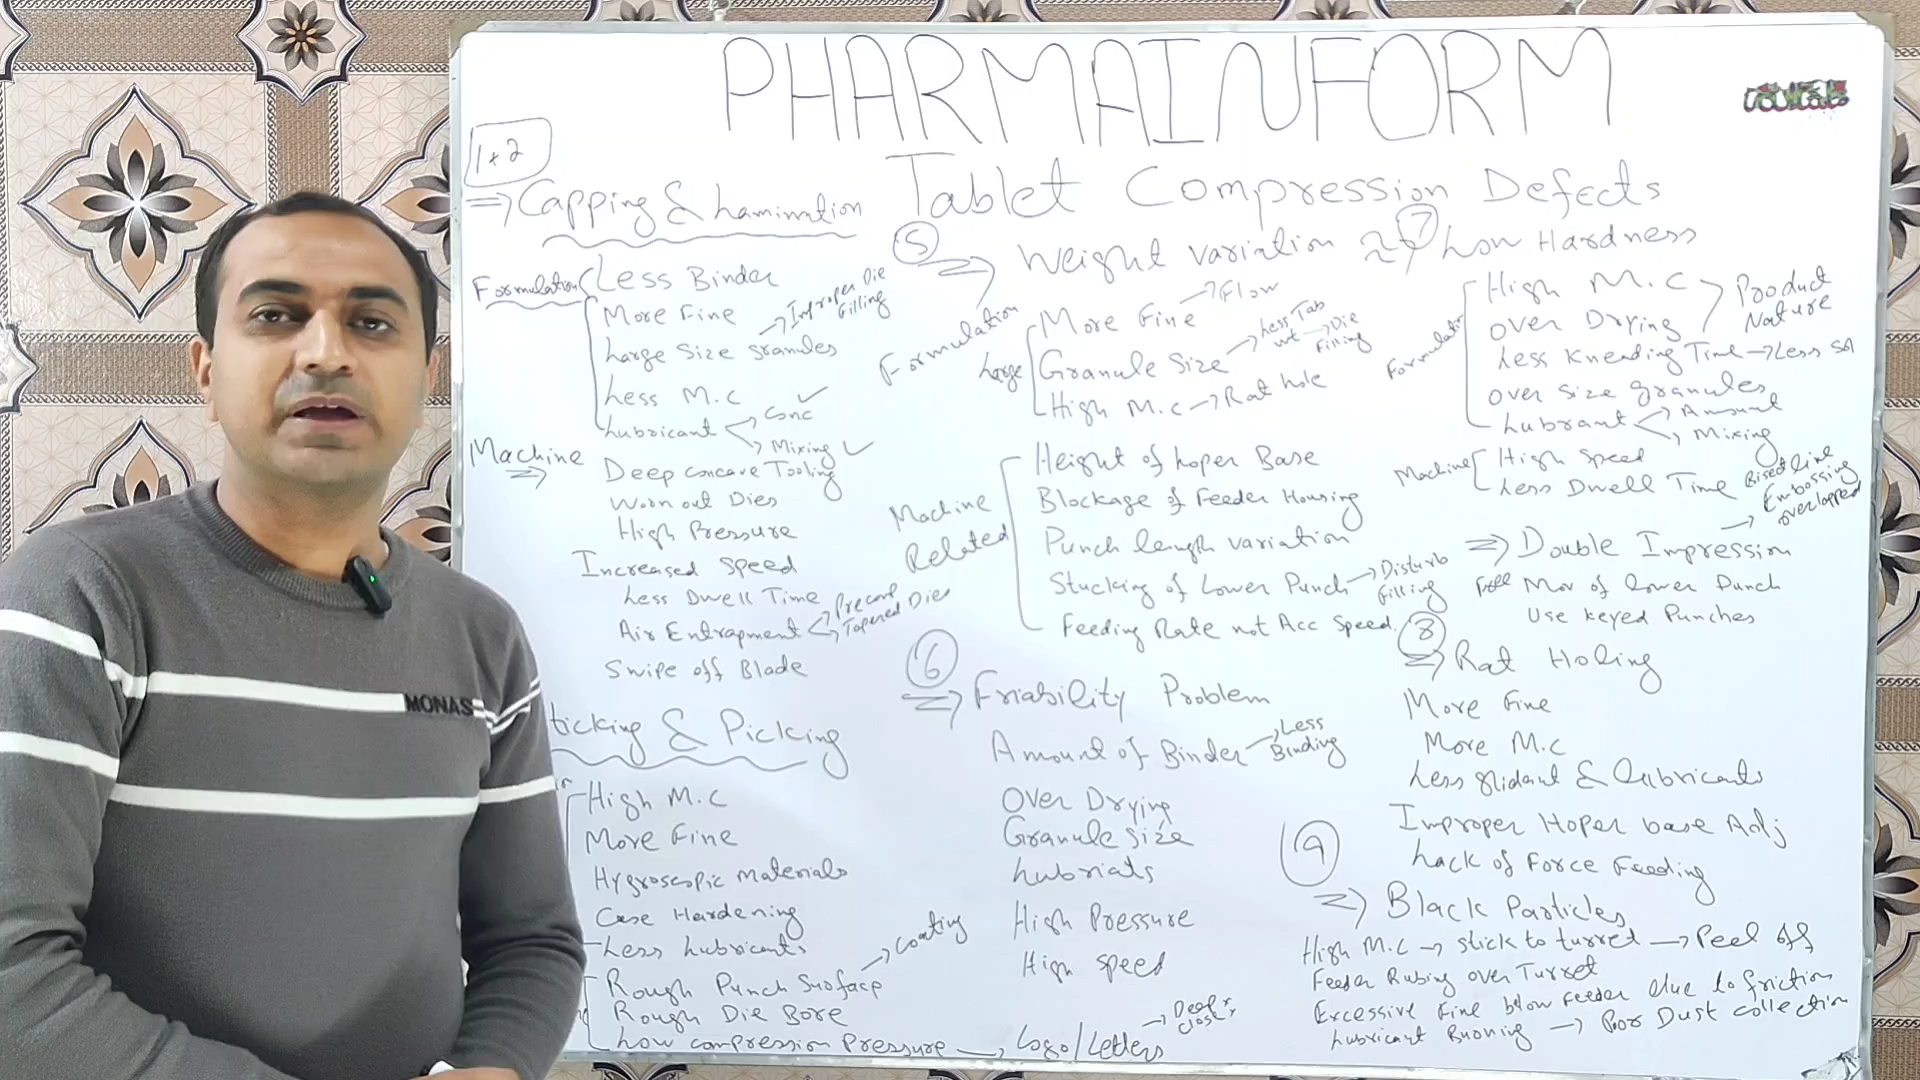 PHARMAINFORM
Tablet Compression Defects
1+2
=> Capping & Lamination
Formulation
Less Binder
More Fine
Large Size granules -> Improper Die Filling
Less M.C
Lubricant -> Conc ✓
-> Mixing ✓
Machine =>
Deep concave Tooling
Worn out Dies
High Pressure
Increased Speed
Less Dwell Time
Air Entrapment -> Precomp
-> Tapered Dies
Swipe off Blade
ticking & Picking
High M.C
More Fine
Hygroscopic Materials
Case Hardening
Less Lubricants
Rough Punch Surface -> Coating
Rough Die Bore
Low compression Pressure -> Logo/Letters -> Deep x
Close x
5 => Weight variation
Formulation
More Fine -> Flow
Large Granule Size -> Less Tab wt -> Die Filling
High M.C -> Rat hole
Machine Related
Height of hoper Base
Blockage of Feeder Housing
Punch length variation
Stucking of Lower Punch -> Disturb Filling
Feeding Rate not Acc Speed
6 => Friability Problem
Amount of Binder -> Less Binding
Over Drying
Granule Size
Lubriats
High Pressure
High Speed
7 Low Hardness
Formulation
High M.C
Over Drying
Product Nature
Less Kneading Time -> Less
Over Size granules
Lubrant -> Amount
-> Mixing
Machine
High Speed
Less Dwell Time
=> Double Impression -> Bisect line
Embossing
overlapped
Free Mov of lower Punch
Use Keyed Punches
8 => Rat Holing
More Fine
More M.C
Less glidant & lubricants
Improper Hoper base Adj
Lack of Force Feeding
9 => Black Particles
High M.C -> stick to turret -> Peel off
Feeder Rubing over Turret
Excessive Fine blow Feeder due to friction
Lubricant -> Poor Dust collection
MONAS